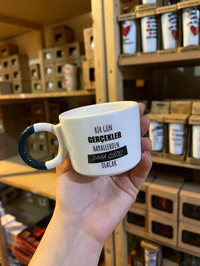 BİR GÜN
GERÇEKLER
HAYALLERDEN
DAHA GÜZEL
OLACAK